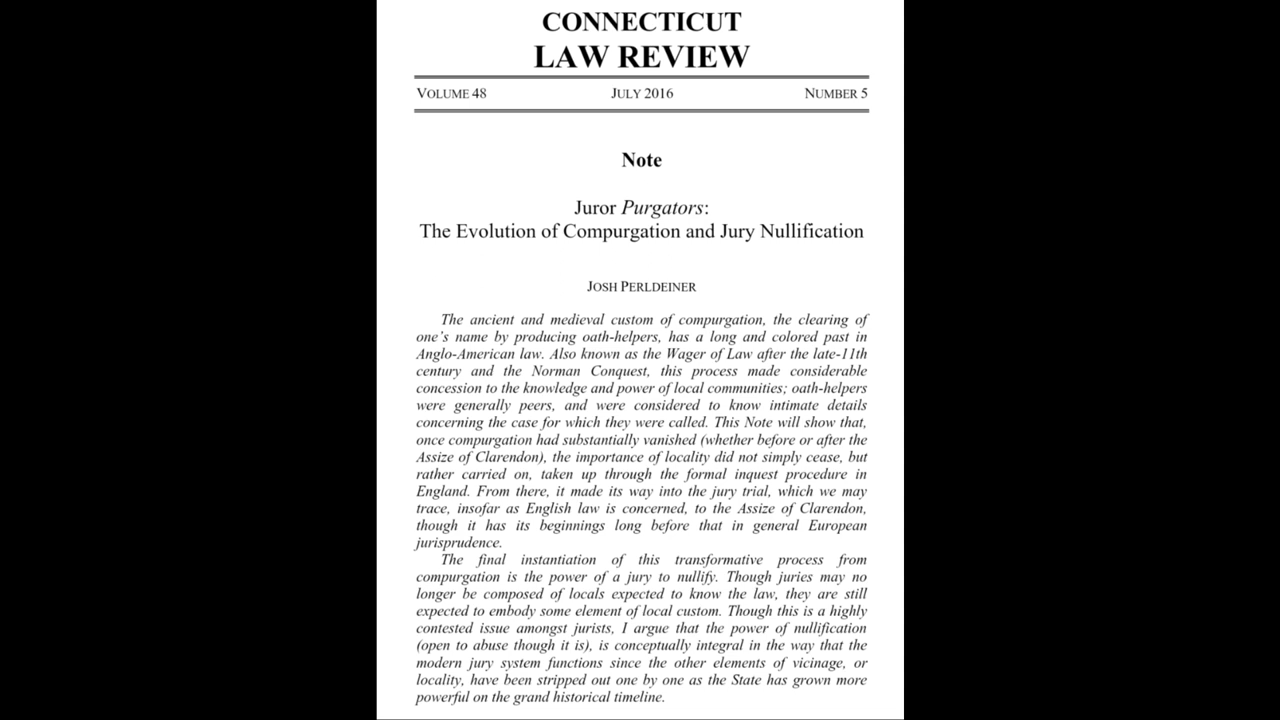 CONNECTICUT
LAW REVIEW
VOLUME 48 JULY 2016 NUMBER 5
Note
Juror Purgators:
The Evolution of Compurgation and Jury Nullification
JOSH PERLDEINER
The ancient and medieval custom of compurgation, the clearing of
one's name by producing oath-helpers, has a long and colored past in
Anglo-American law. Also known as the Wager of Law after the late-11th
century and the Norman Conquest, this process made considerable
concession to the knowledge and power of local communities; oath-helpers
were generally peers, and were considered to know intimate details
concerning the case for which they were called. This Note will show that,
once compurgation had substantially vanished (whether before or after the
Assize of Clarendon), the importance of locality did not simply cease, but
rather carried on, taken up through the formal inquest procedure in
England. From there, it made its way into the jury trial, which we may
trace, insofar as English law is concerned, to the Assize of Clarendon,
though it has its beginnings long before that in general European
jurisprudence.
The final instantiation of this transformative process from
compurgation is the power of a jury to nullify. Though juries may no
longer be composed of locals expected to know the law, they are still
expected to embody some element of local custom. Though this is a highly
contested issue amongst jurists, I argue that the power of nullification
(open to abuse though it is), is conceptually integral in the way that the
modern jury system functions since the other elements of vicinage, or
locality, have been stripped out one by one as the State has grown more
powerful on the grand historical timeline.